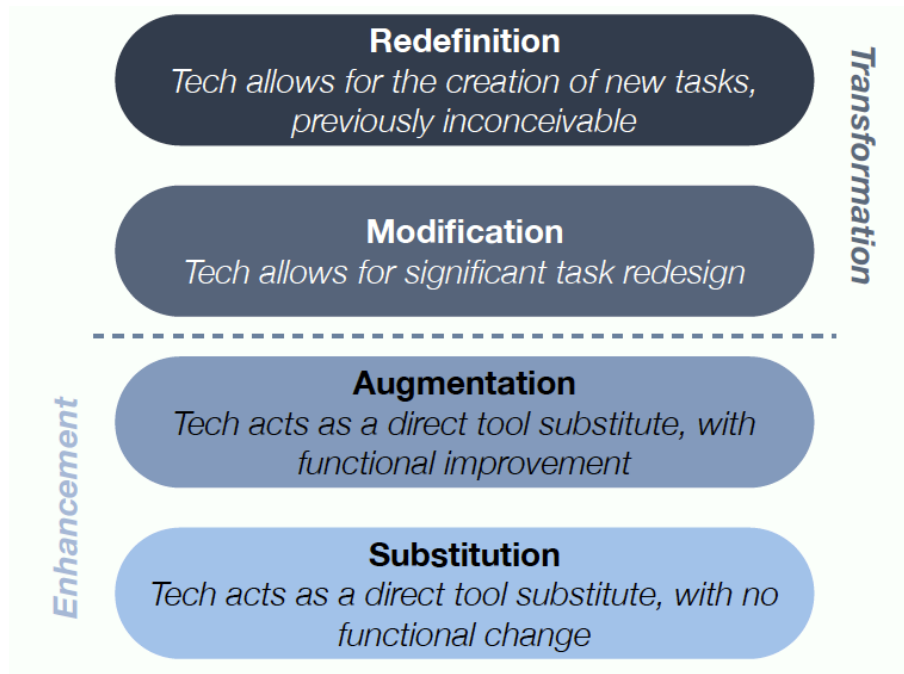 Redefinition
Tech allows for the creation of new tasks,
previously inconceivable
Transformation
Modification
Tech allows for significant task redesign
Augmentation
Tech acts as a direct tool substitute, with
functional improvement
Enhancement
Substitution
Tech acts as a direct tool substitute, with no
functional change